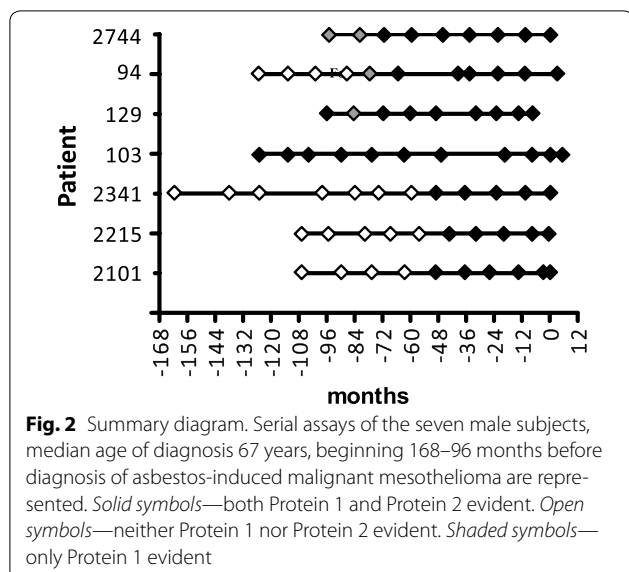 2744
94
F
129
103
2341
2215
2101
Patient
-168 -156 -144 -132 -120 -108 -96 -84 -72 -60 -48 -36 -24 -12 0 12
months
Fig. 2 Summary diagram. Serial assays of the seven male subjects,
median age of diagnosis 67 years, beginning 168–96 months before
diagnosis of asbestos-induced malignant mesothelioma are repre-
sented. Solid symbols—both Protein 1 and Protein 2 evident. Open
symbols—neither Protein 1 nor Protein 2 evident. Shaded symbols—
only Protein 1 evident